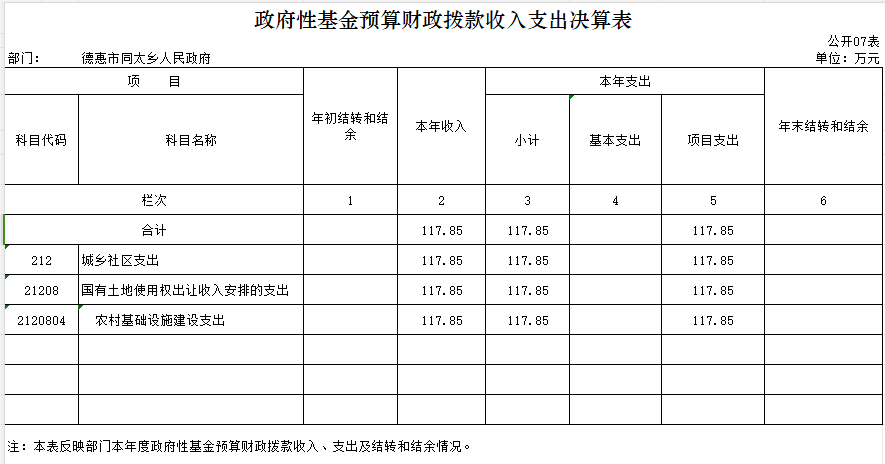 政府性基金预算财政拨款收入支出决算表
公开07表
部门： 德惠市同太乡人民政府 单位：万元
项 目 年初结转和结余 本年收入 本年支出 年末结转和结余
科目代码 科目名称 小计 基本支出 项目支出
栏次 1 2 3 4 5 6
合计 117.85 117.85 117.85
212 城乡社区支出 117.85 117.85 117.85
21208 国有土地使用权出让收入安排的支出 117.85 117.85 117.85
2120804 农村基础设施建设支出 117.85 117.85 117.85
注：本表反映部门本年度政府性基金预算财政拨款收入、支出及结转和结余情况。